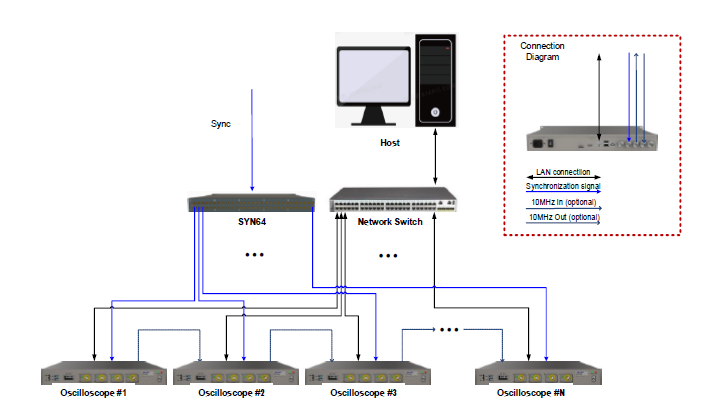 Connection
Diagram
Sync
Host
LAN connection
Synchronization signal
10MHz In (optional)
10MHz Out (optional)
SYN64
Network Switch
Oscilloscope #1
Oscilloscope #2
Oscilloscope #3
Oscilloscope #N